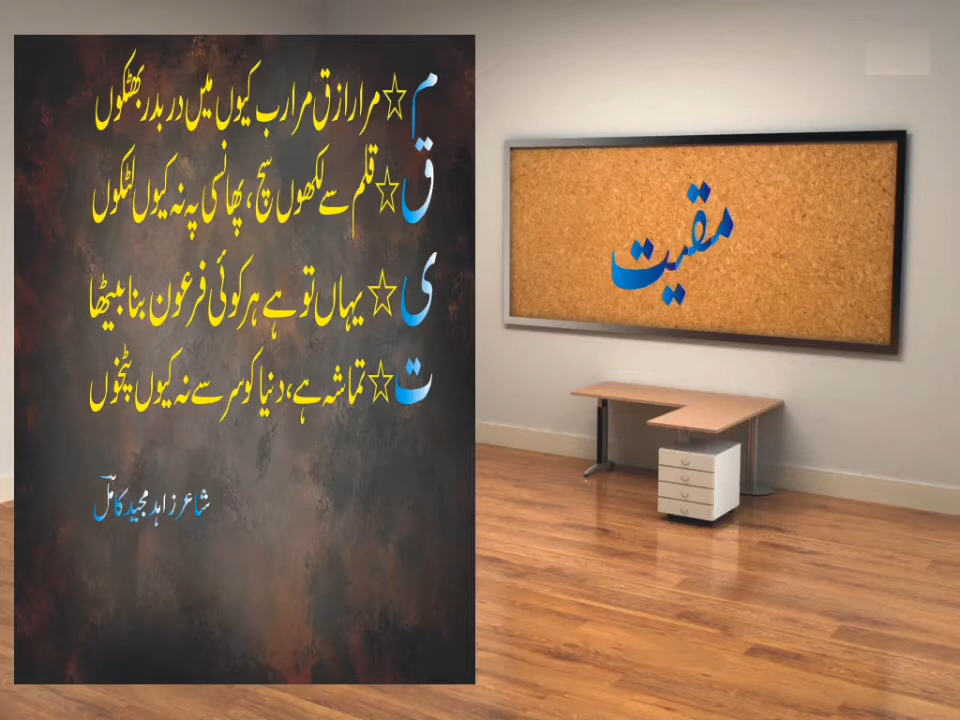 م ☆ مرا رازق مرا رب کیوں میں در بدر بھٹکوں
ق ☆ قلم سے لکھوں سچ، پھانسی پہ نہ کیوں لٹکوں
ی ☆ یہاں تو ہے ہر کوئی فرعون بنا بیٹھا
ت ☆ تماشہ ہے، دنیا کو سر سے نہ کیوں پٹخوں
شاعر زاہد مجید کاملؔ
مقیت